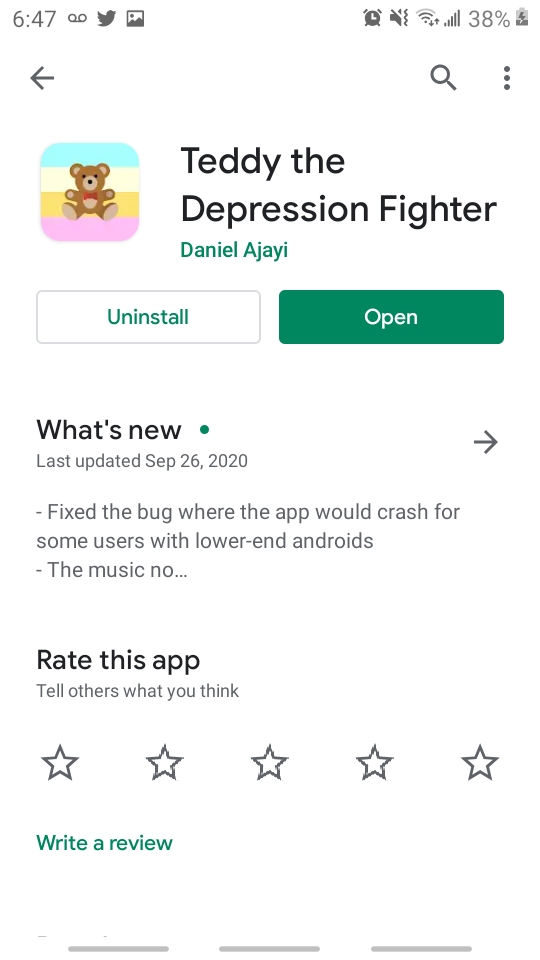 6:47 38%
Teddy the
Depression Fighter
Daniel Ajayi
Uninstall Open
What's new
Last updated Sep 26, 2020
- Fixed the bug where the app would crash for
some users with lower-end androids
- The music no...
Rate this app
Tell others what you think
Write a review